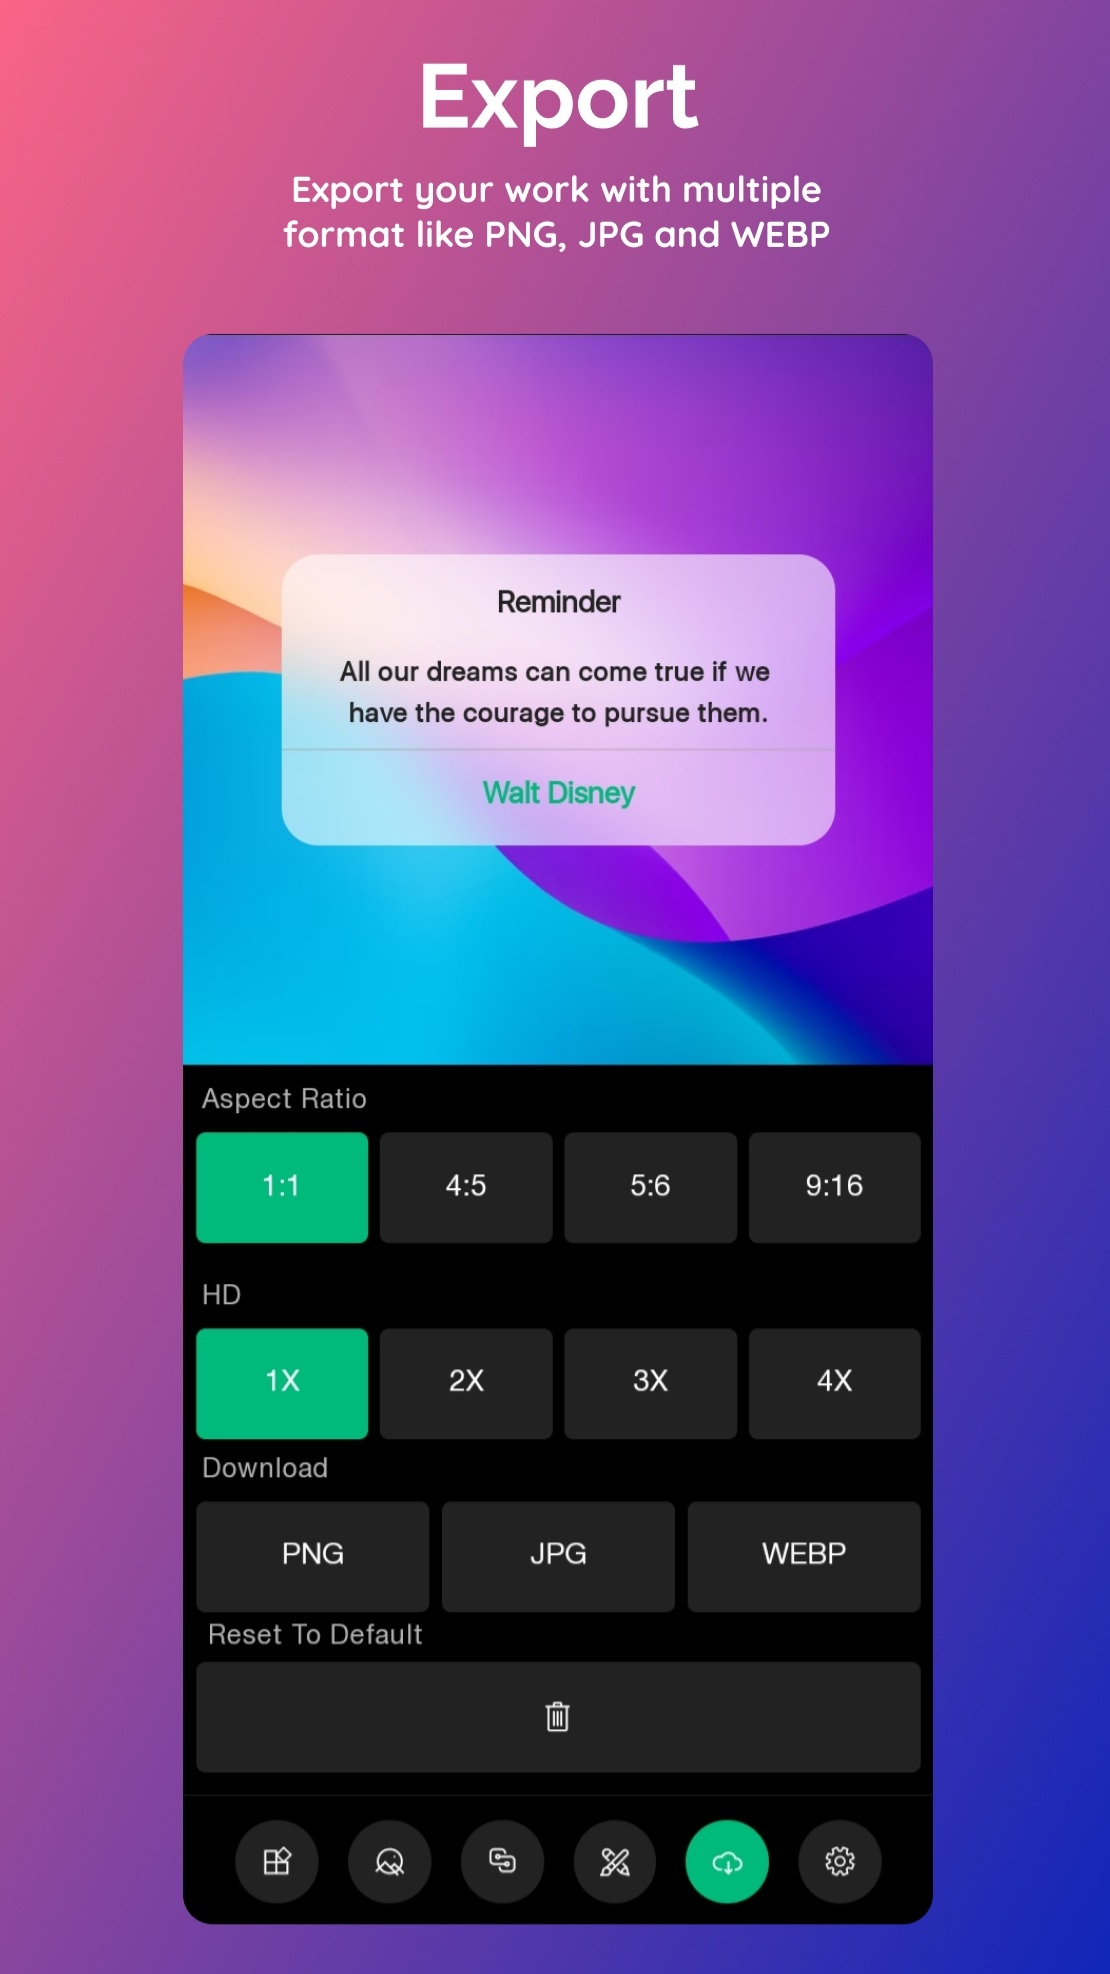 Export
Export your work with multiple
format like PNG, JPG and WEBP
Reminder
All our dreams can come true if we
have the courage to pursue them.
Walt Disney
Aspect Ratio
1:1
4:5
5:6
9:16
HD
1X
2X
3X
4X
Download
PNG
JPG
WEBP
Reset To Default